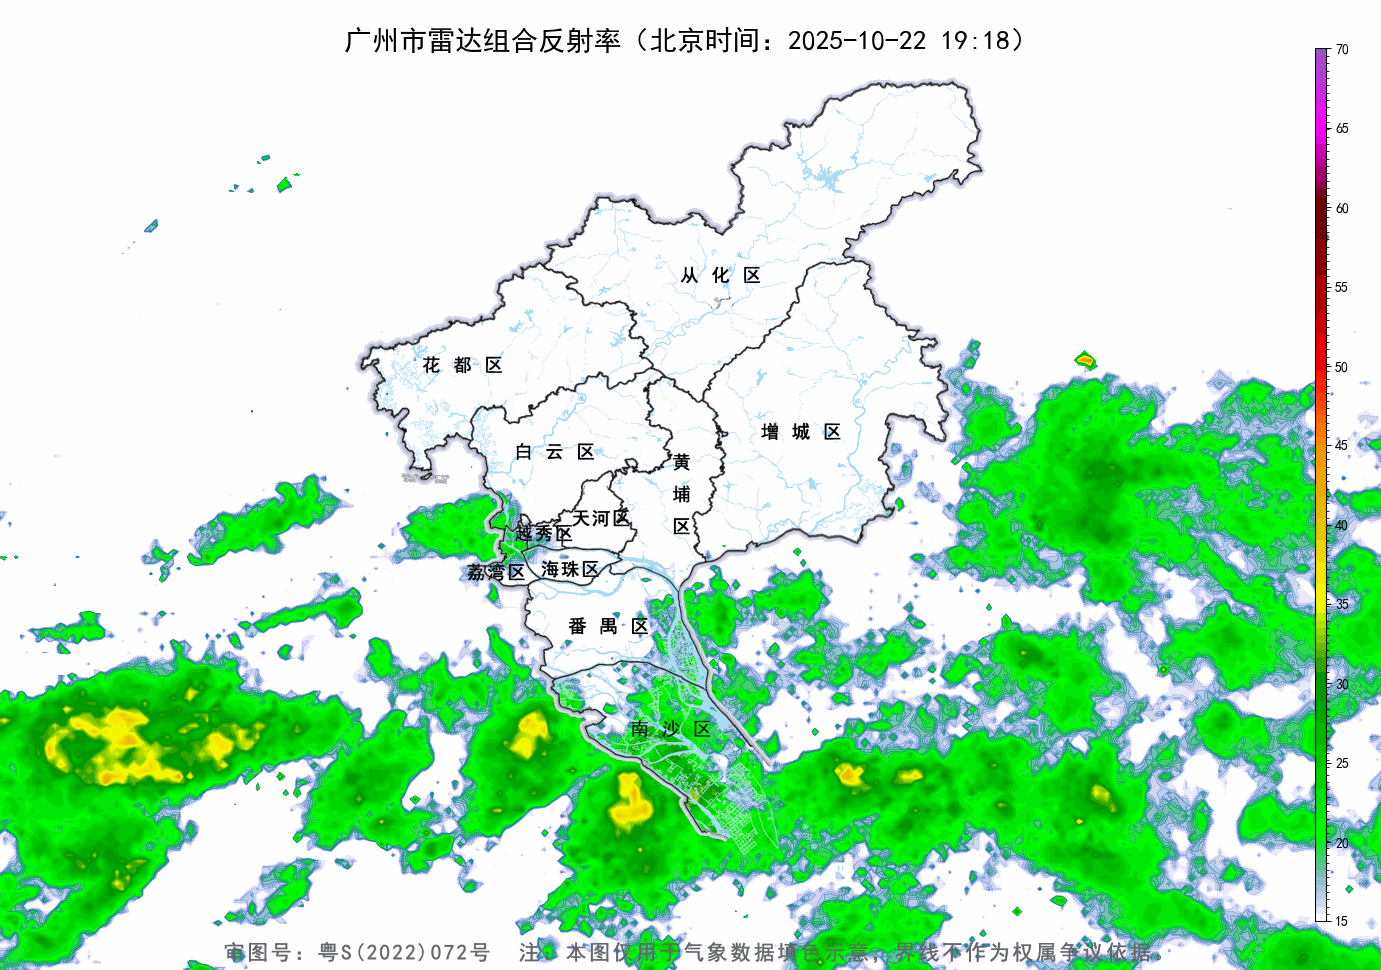 广州市雷达组合反射率（北京时间：2025-10-22 19:18）
70
65
60
55
50
45
40
35
30
25
20
15
从化区
花都区
增城区
白云区
黄埔区
天河区
越秀区
荔湾区
海珠区
番禺区
南沙区
审图号：粤S(2022)072号 注：本图仅用于气象数据填色示意，界线不作为权属争议依据。